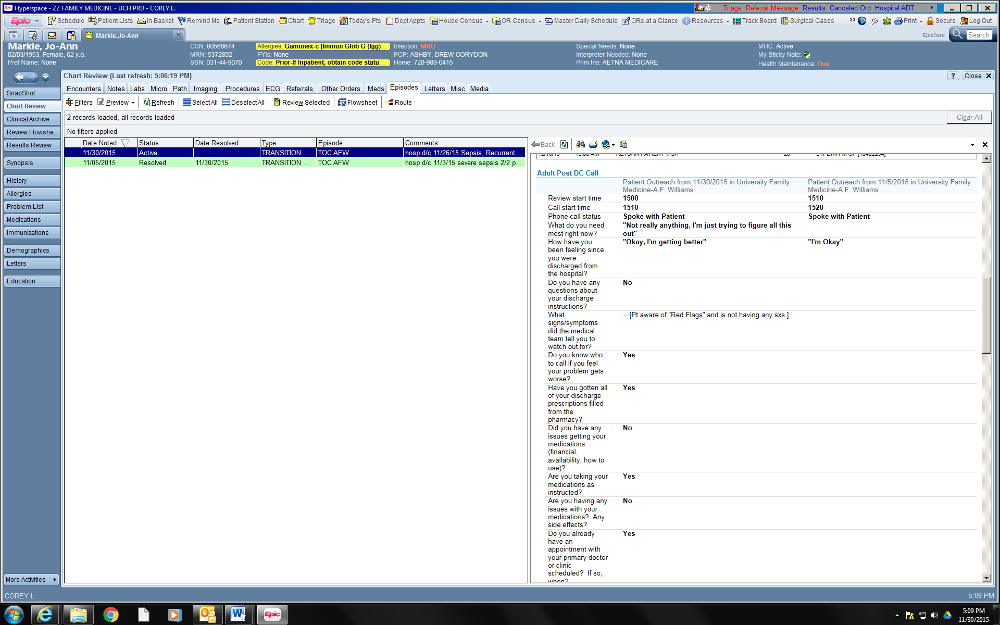 Hyperspace - ZZ FAMILY MEDICINE - UCH PRD - COREY L.
Triage Referral Message Results Canceled Ord Hospital ADT
Epic Schedule Patient Lists In Basket Remind Me Patient Station Chart Triage Today's Pts Dept Appts House Census OR Census Master Daily Schedule ORs at a Glance Resources Track Board Surgical Cases Print Secure Log Out
Markie,Jo-Ann
EpicCare Search
Markie, Jo-Ann
02/03/1953, Female, 62 y.o.
Pref Name: None
CSN: 80566674
MRN: 5372892
SSN: 031-44-9070
Allergies: Gamunex-c [Immun Glob G (Igg)...
FYIs: None
Code: Prior-If Inpatient, obtain code statu...
Infection: MRO
PCP: ASHBY, DREW CORYDON
Home: 720-988-0415
Special Needs: None
Interpreter Needed: None
Prim Ins: AETNA MEDICARE
MHC: Active
My Sticky Note:
Health Maintenance: Due
Chart Review (Last refresh: 5:06:19 PM)
? Close
SnapShot
Chart Review
Clinical Archive
Review Flowshe...
Results Review
Synopsis
History
Allergies
Problem List
Medications
Immunizations
Demographics
Letters
Education
More Activities
Encounters Notes Labs Micro Path Imaging Procedures ECG Referrals Other Orders Meds Episodes Letters Misc Media
Filters Preview Refresh Select All Deselect All Review Selected Flowsheet Route
2 records loaded, all records loaded
Clear All
No filters applied
Date Noted Status Date Resolved Type Episode Comments
11/30/2015 Active TRANSITION ... TOC AFW hosp d/c 11/26/15 Sepsis, Recurrent...
11/05/2015 Resolved 11/30/2015 TRANSITION ... TOC AFW hosp d/c 11/3/15 severe sepsis 2/2 p...
Back
Adult Post DC Call
Patient Outreach from 11/30/2015 in University Family
Medicine-A.F. Williams
Patient Outreach from 11/5/2015 in University Family
Medicine-A.F. Williams
Review start time 1500 1510
Call start time 1510 1520
Phone call status Spoke with Patient Spoke with Patient
What do you need
most right now?
"Not really anything, I'm just trying to figure all this
out"
How have you
been feeling since
you were
discharged from
the hospital?
"Okay, I'm getting better" "I'm Okay"
Do you have any
questions about
your discharge
instructions?
No
What
signs/symptoms
did the medical
team tell you to
watch out for?
-- [Pt aware of "Red Flags" and is not having any sxs.]
Do you know who
to call if you feel
your problem gets
worse?
Yes
Have you gotten all
of your discharge
prescriptions filled
from the
pharmacy?
Yes
Did you have any
issues getting your
medications
(financial,
availability, how to
use)?
No
Are you taking your
medications as
instructed?
Yes
Are you having any
issues with your
medications? Any
side effects?
No
Do you already
have an
appointment with
your primary doctor
or clinic
scheduled? If so,
when?
Yes
COREY L.
5:09 PM
Epic
5:09 PM
11/30/2015